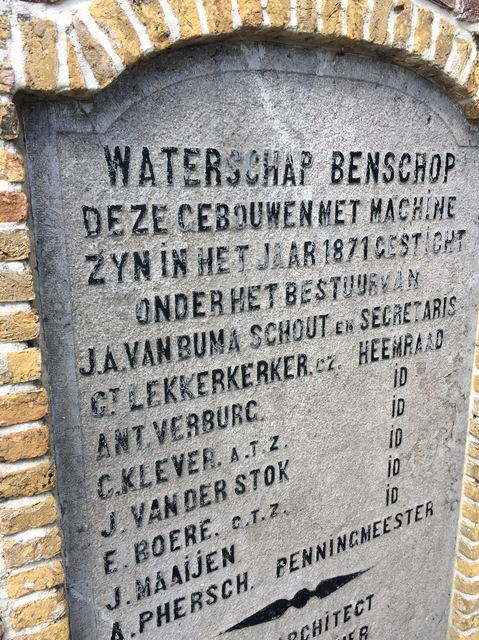 WATERSCHAP BENSCHOP
DEZE GEBOUWEN MET MACHINE
ZYN IN HET JAAR 1871 GESTICHT
ONDER HET BESTUUR VAN
J.A. VAN BUMA SCHOUT EN SECRETARIS
GT LEKKERKERKER. CZ. HEEMRAAD
ANT. VERBURG. iD
C. KLEVER. A.T.Z. iD
J. VAN DER STOK iD
E. BOERE. C.T.Z. iD
J. MAAIJEN iD
A. PHERSCH. PENNINGMEESTER
ARCHITECT